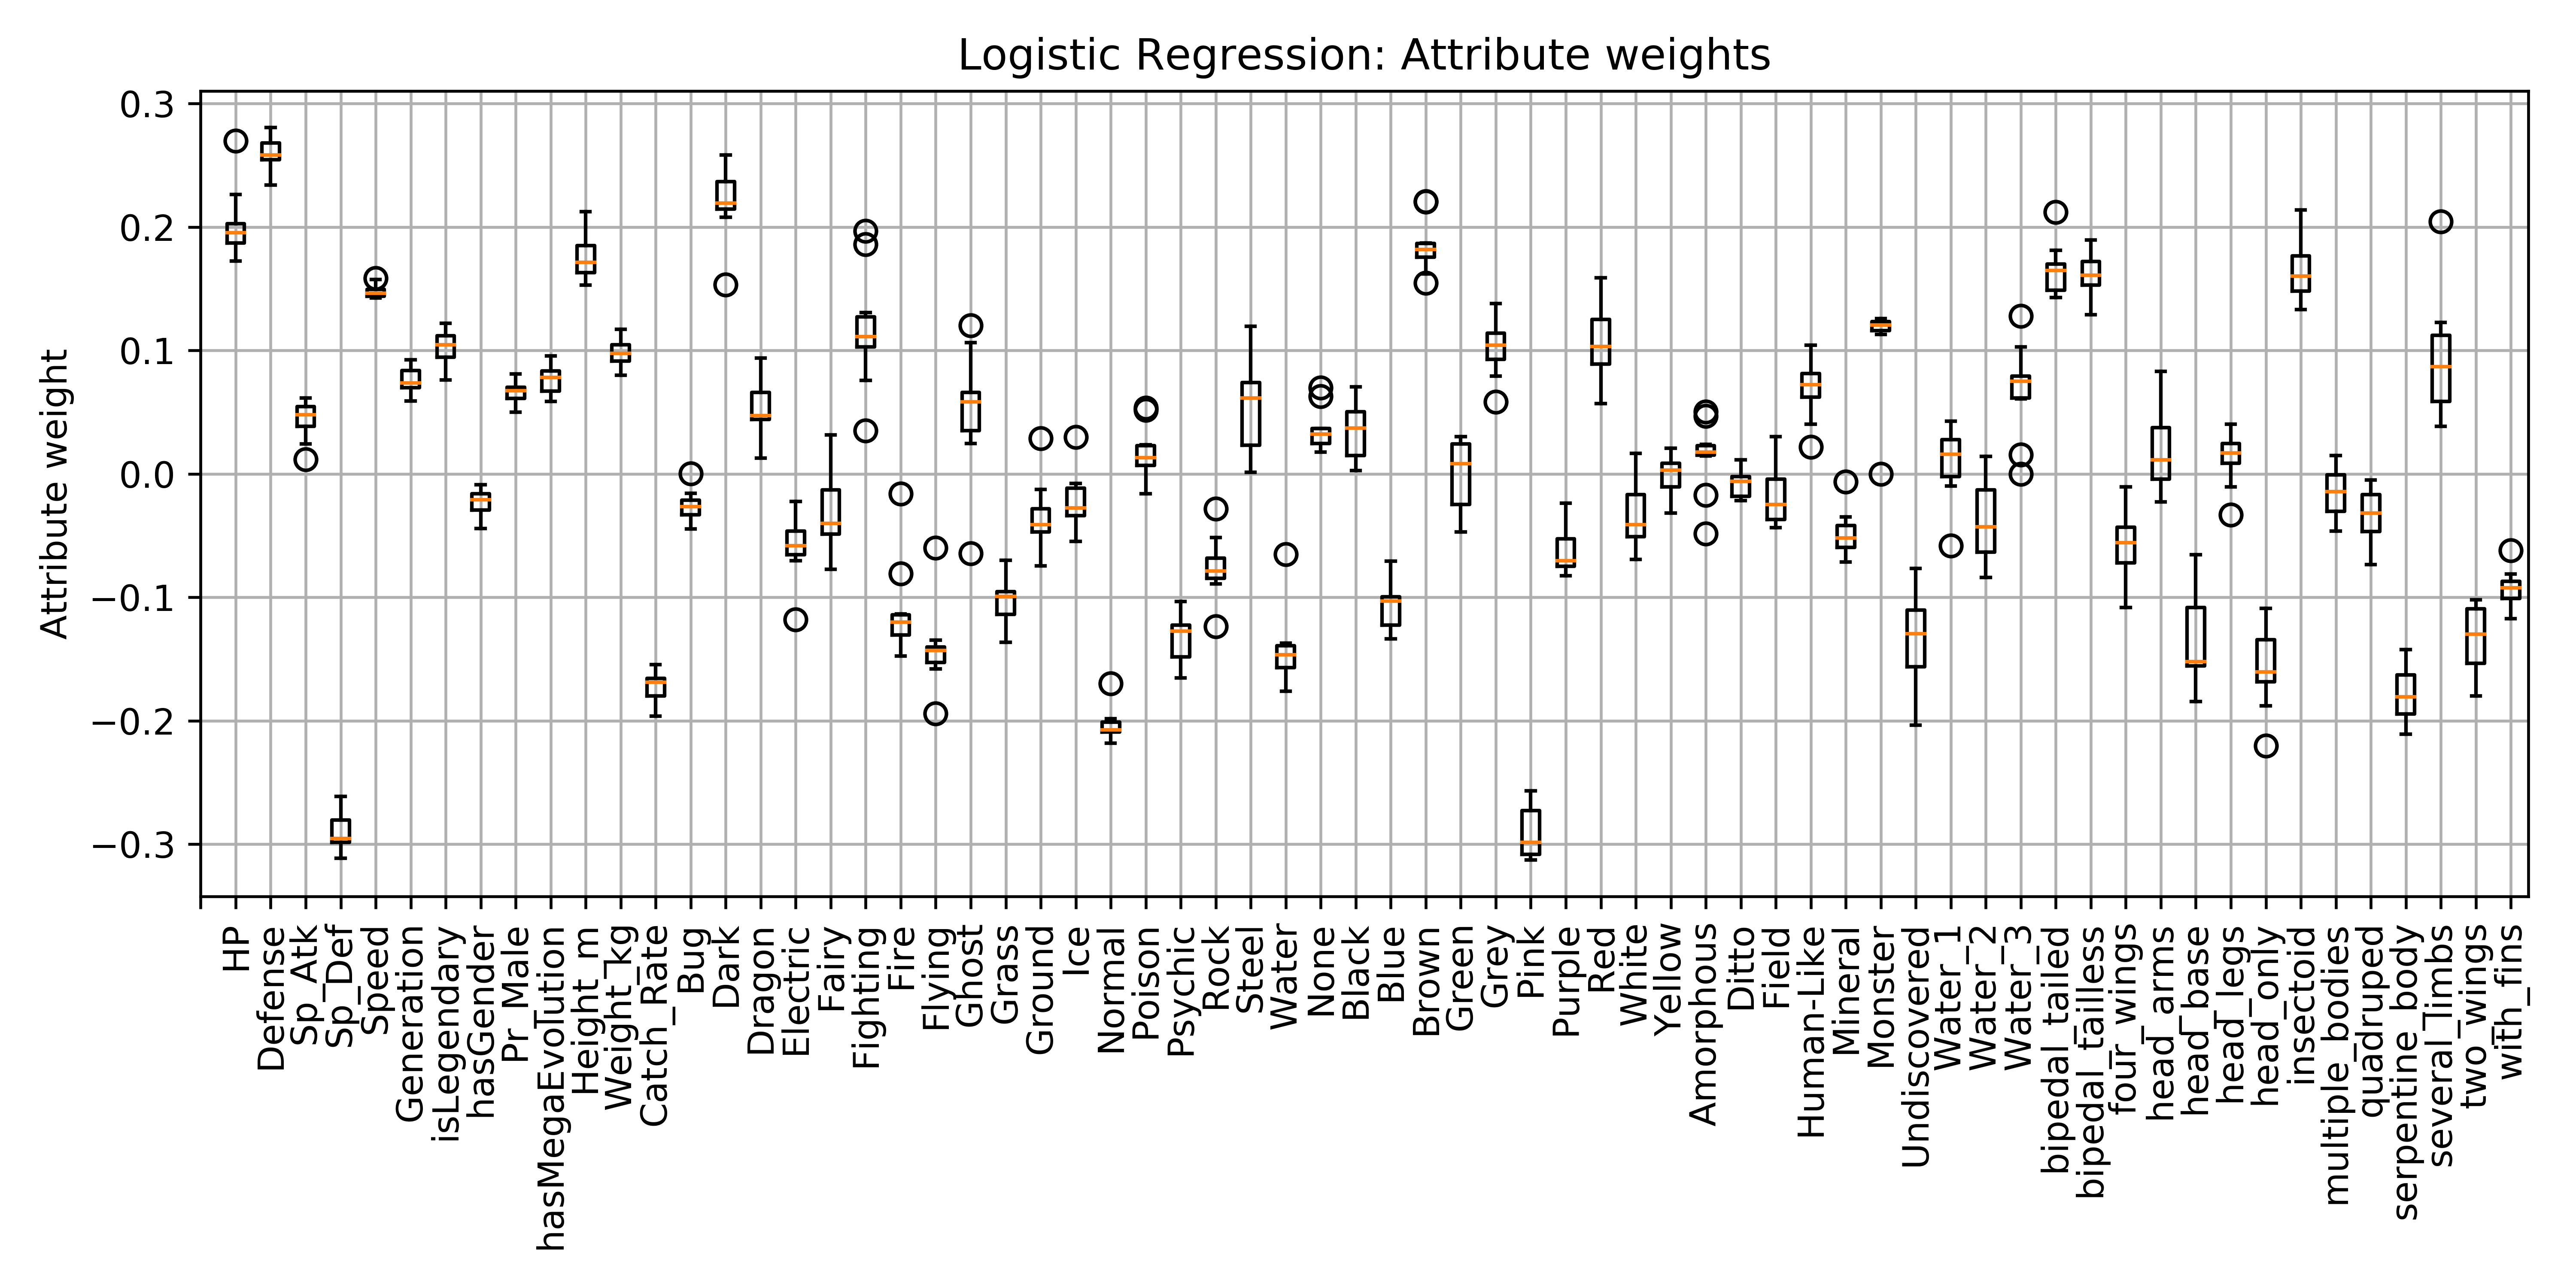 Logistic Regression: Attribute weights
Attribute weight
0.3
0.2
0.1
0.0
−0.1
−0.2
−0.3
HP
Defense
Sp_Atk
Sp_Def
Speed
Generation
isLegendary
hasGender
Pr_Male
hasMegaEvolution
Height_m
Weight_kg
Catch_Rate
Bug
Dark
Dragon
Electric
Fairy
Fighting
Fire
Flying
Ghost
Grass
Ground
Ice
Normal
Poison
Psychic
Rock
Steel
Water
None
Black
Blue
Brown
Green
Grey
Pink
Purple
Red
White
Yellow
Amorphous
Ditto
Field
Human-Like
Mineral
Monster
Undiscovered
Water_1
Water_2
Water_3
bipedal_tailed
bipedal_tailless
four_wings
head_arms
head_base
head_legs
head_only
insectoid
multiple_bodies
quadruped
serpentine_body
several_limbs
two_wings
with_fins